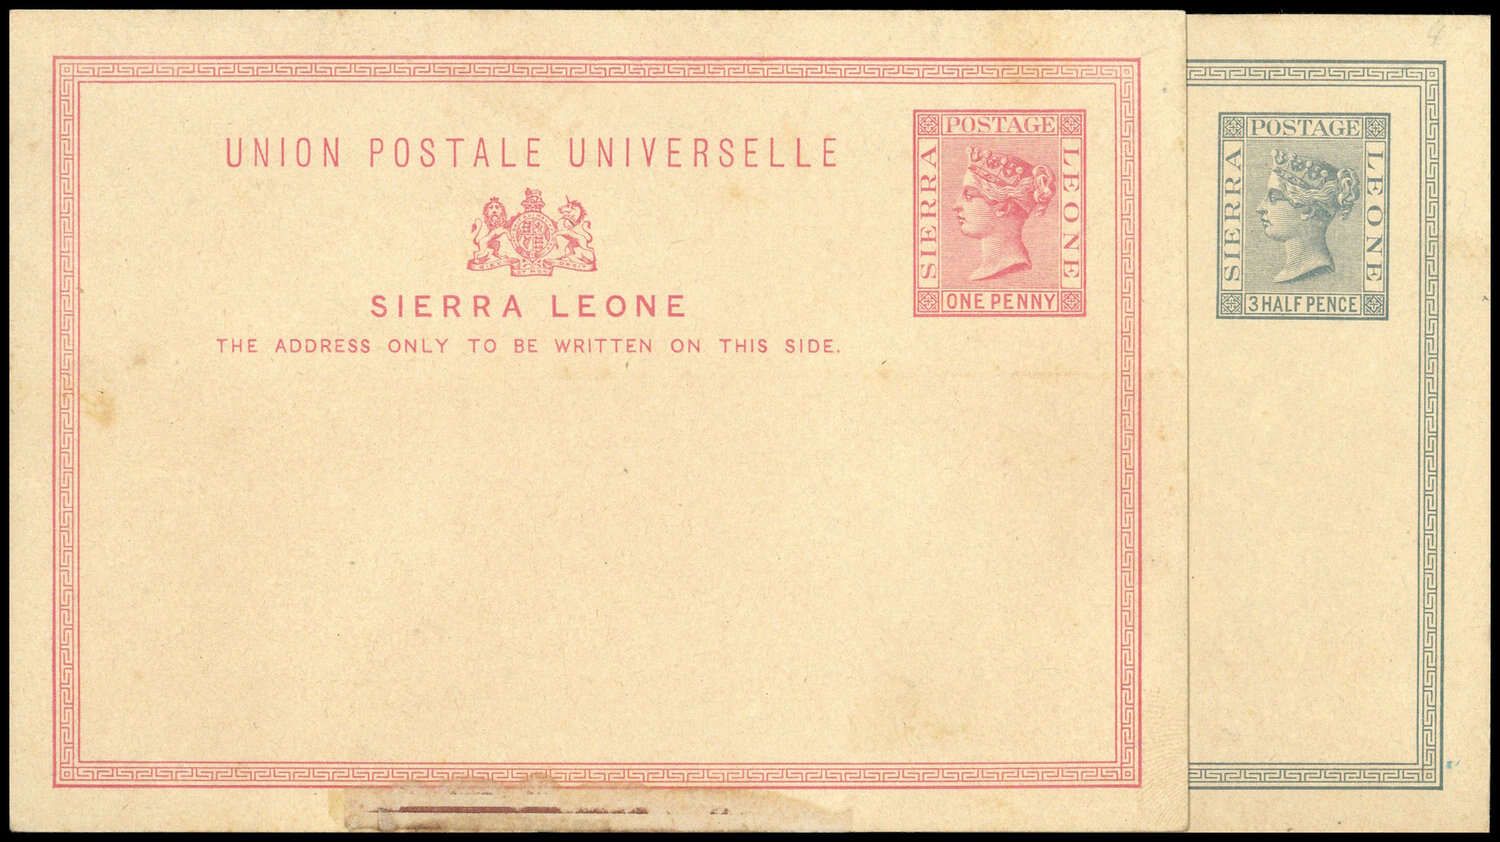 UNION POSTALE UNIVERSELLE
SIERRA LEONE
THE ADDRESS ONLY TO BE WRITTEN ON THIS SIDE.
POSTAGE
SIERRA
LEONE
ONE PENNY
POSTAGE
SIERRA
LEONE
3 HALF PENCE